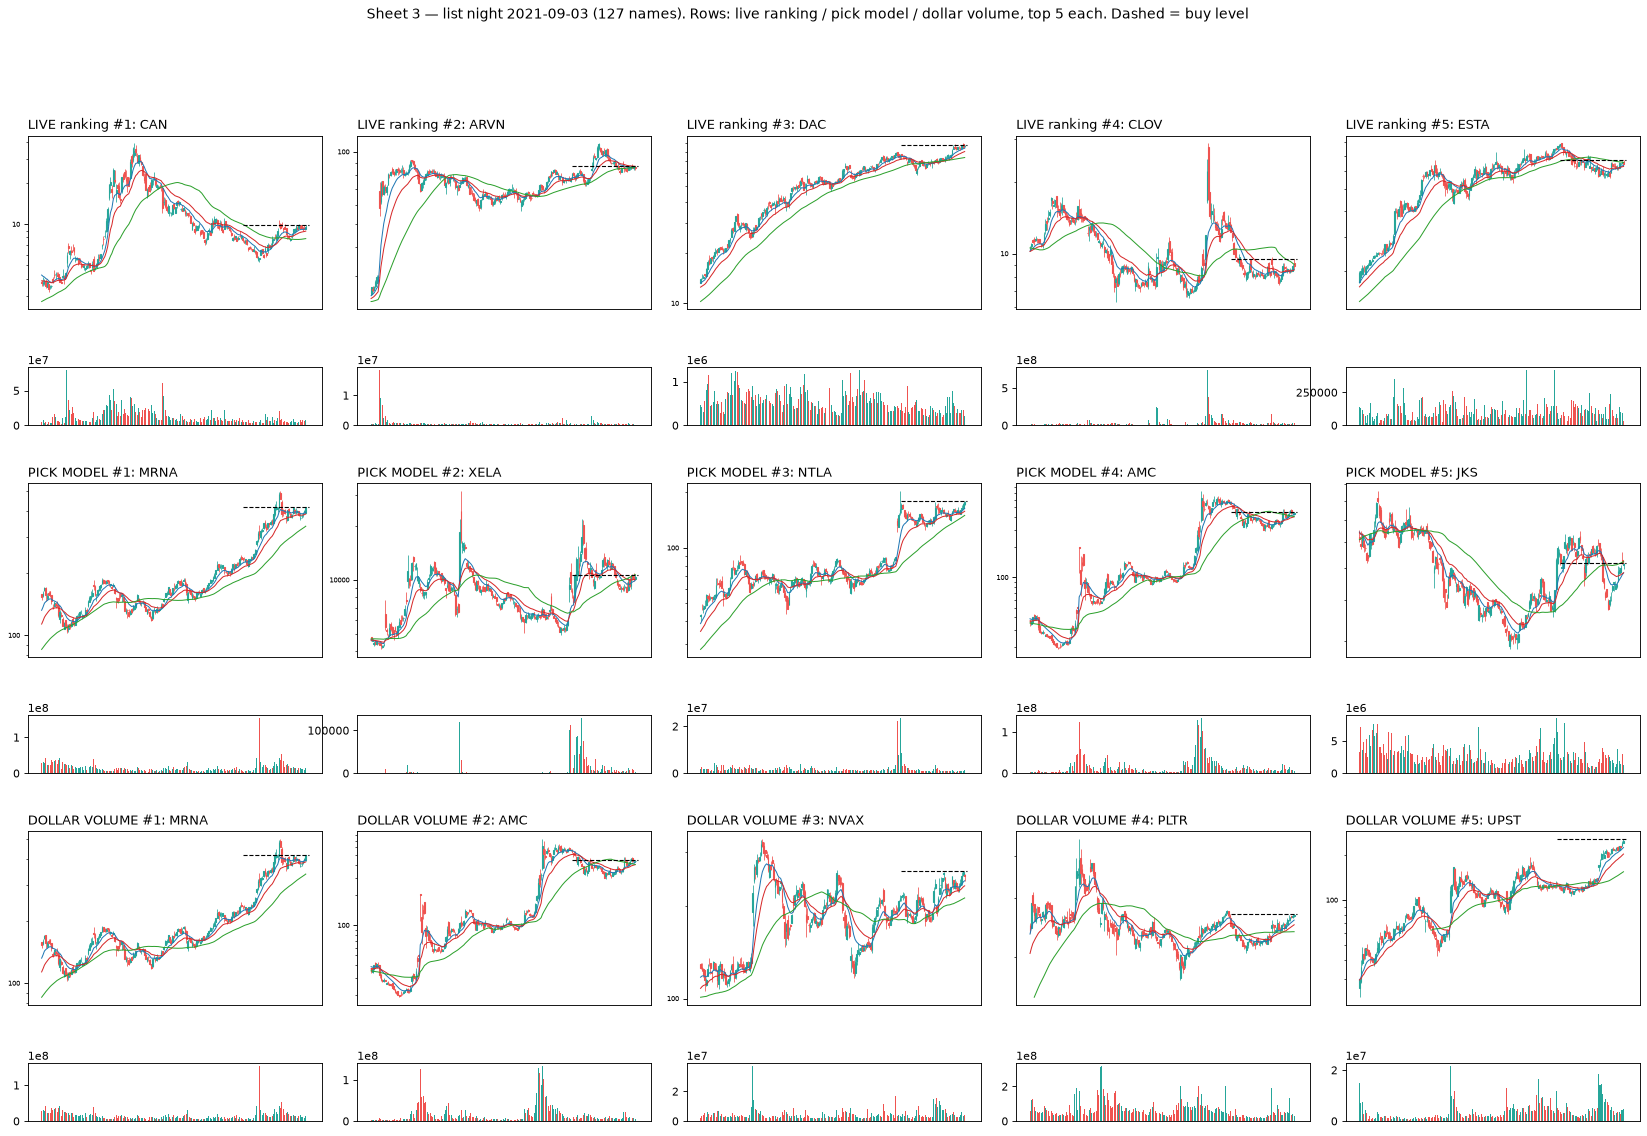 Sheet 3 — list night 2021-09-03 (127 names). Rows: live ranking / pick model / dollar volume, top 5 each. Dashed = buy level
LIVE ranking #1: CAN
LIVE ranking #2: ARVN
LIVE ranking #3: DAC
LIVE ranking #4: CLOV
LIVE ranking #5: ESTA
10
100
10
10
1e7
1e7
1e6
1e8
5
0
1
0
1
0
5
0
250000
0
PICK MODEL #1: MRNA
PICK MODEL #2: XELA
PICK MODEL #3: NTLA
PICK MODEL #4: AMC
PICK MODEL #5: JKS
100
10000
100
100
1e8
1e7
1e8
1e6
1
0
100000
0
2
0
1
0
5
0
DOLLAR VOLUME #1: MRNA
DOLLAR VOLUME #2: AMC
DOLLAR VOLUME #3: NVAX
DOLLAR VOLUME #4: PLTR
DOLLAR VOLUME #5: UPST
100
100
100
100
1e8
1e8
1e7
1e8
1e7
1
0
1
0
2
0
2
0
2
0